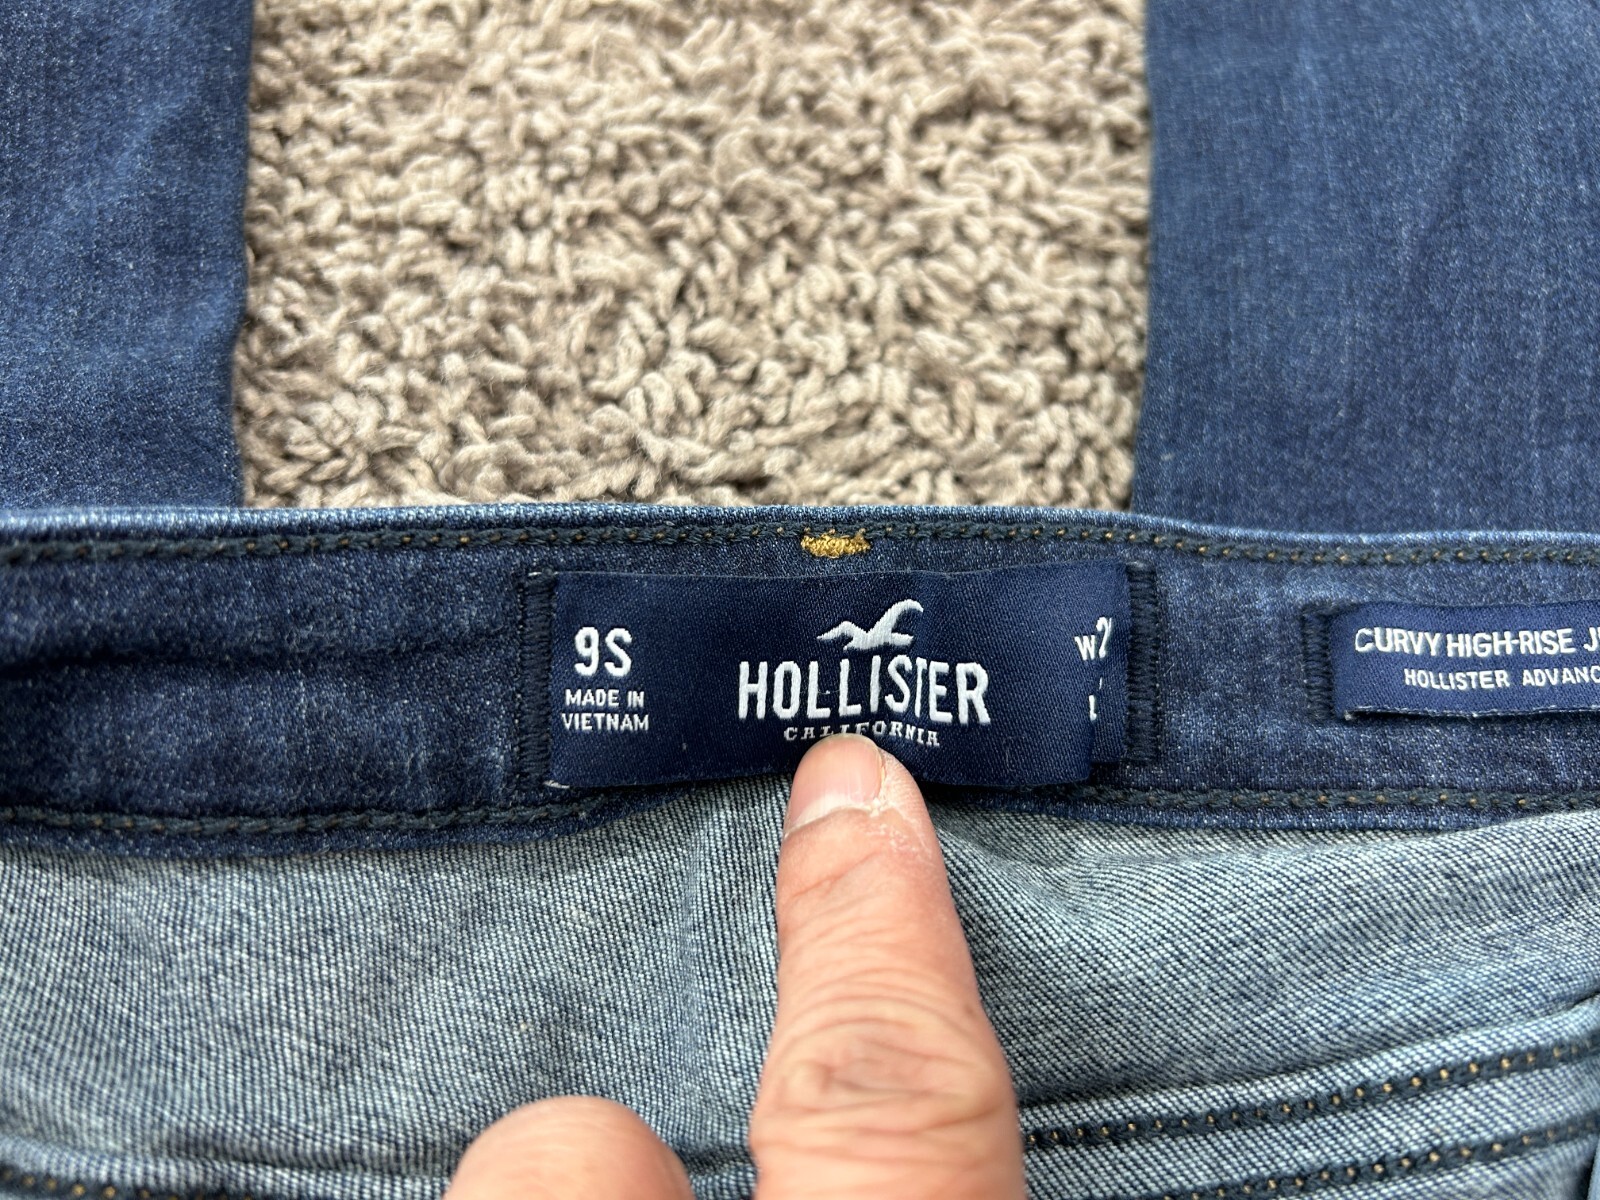 9S
MADE IN
VIETNAM
HOLLISTER
CALIFORNIA
CURVY HIGH-RISE
HOLLISTER